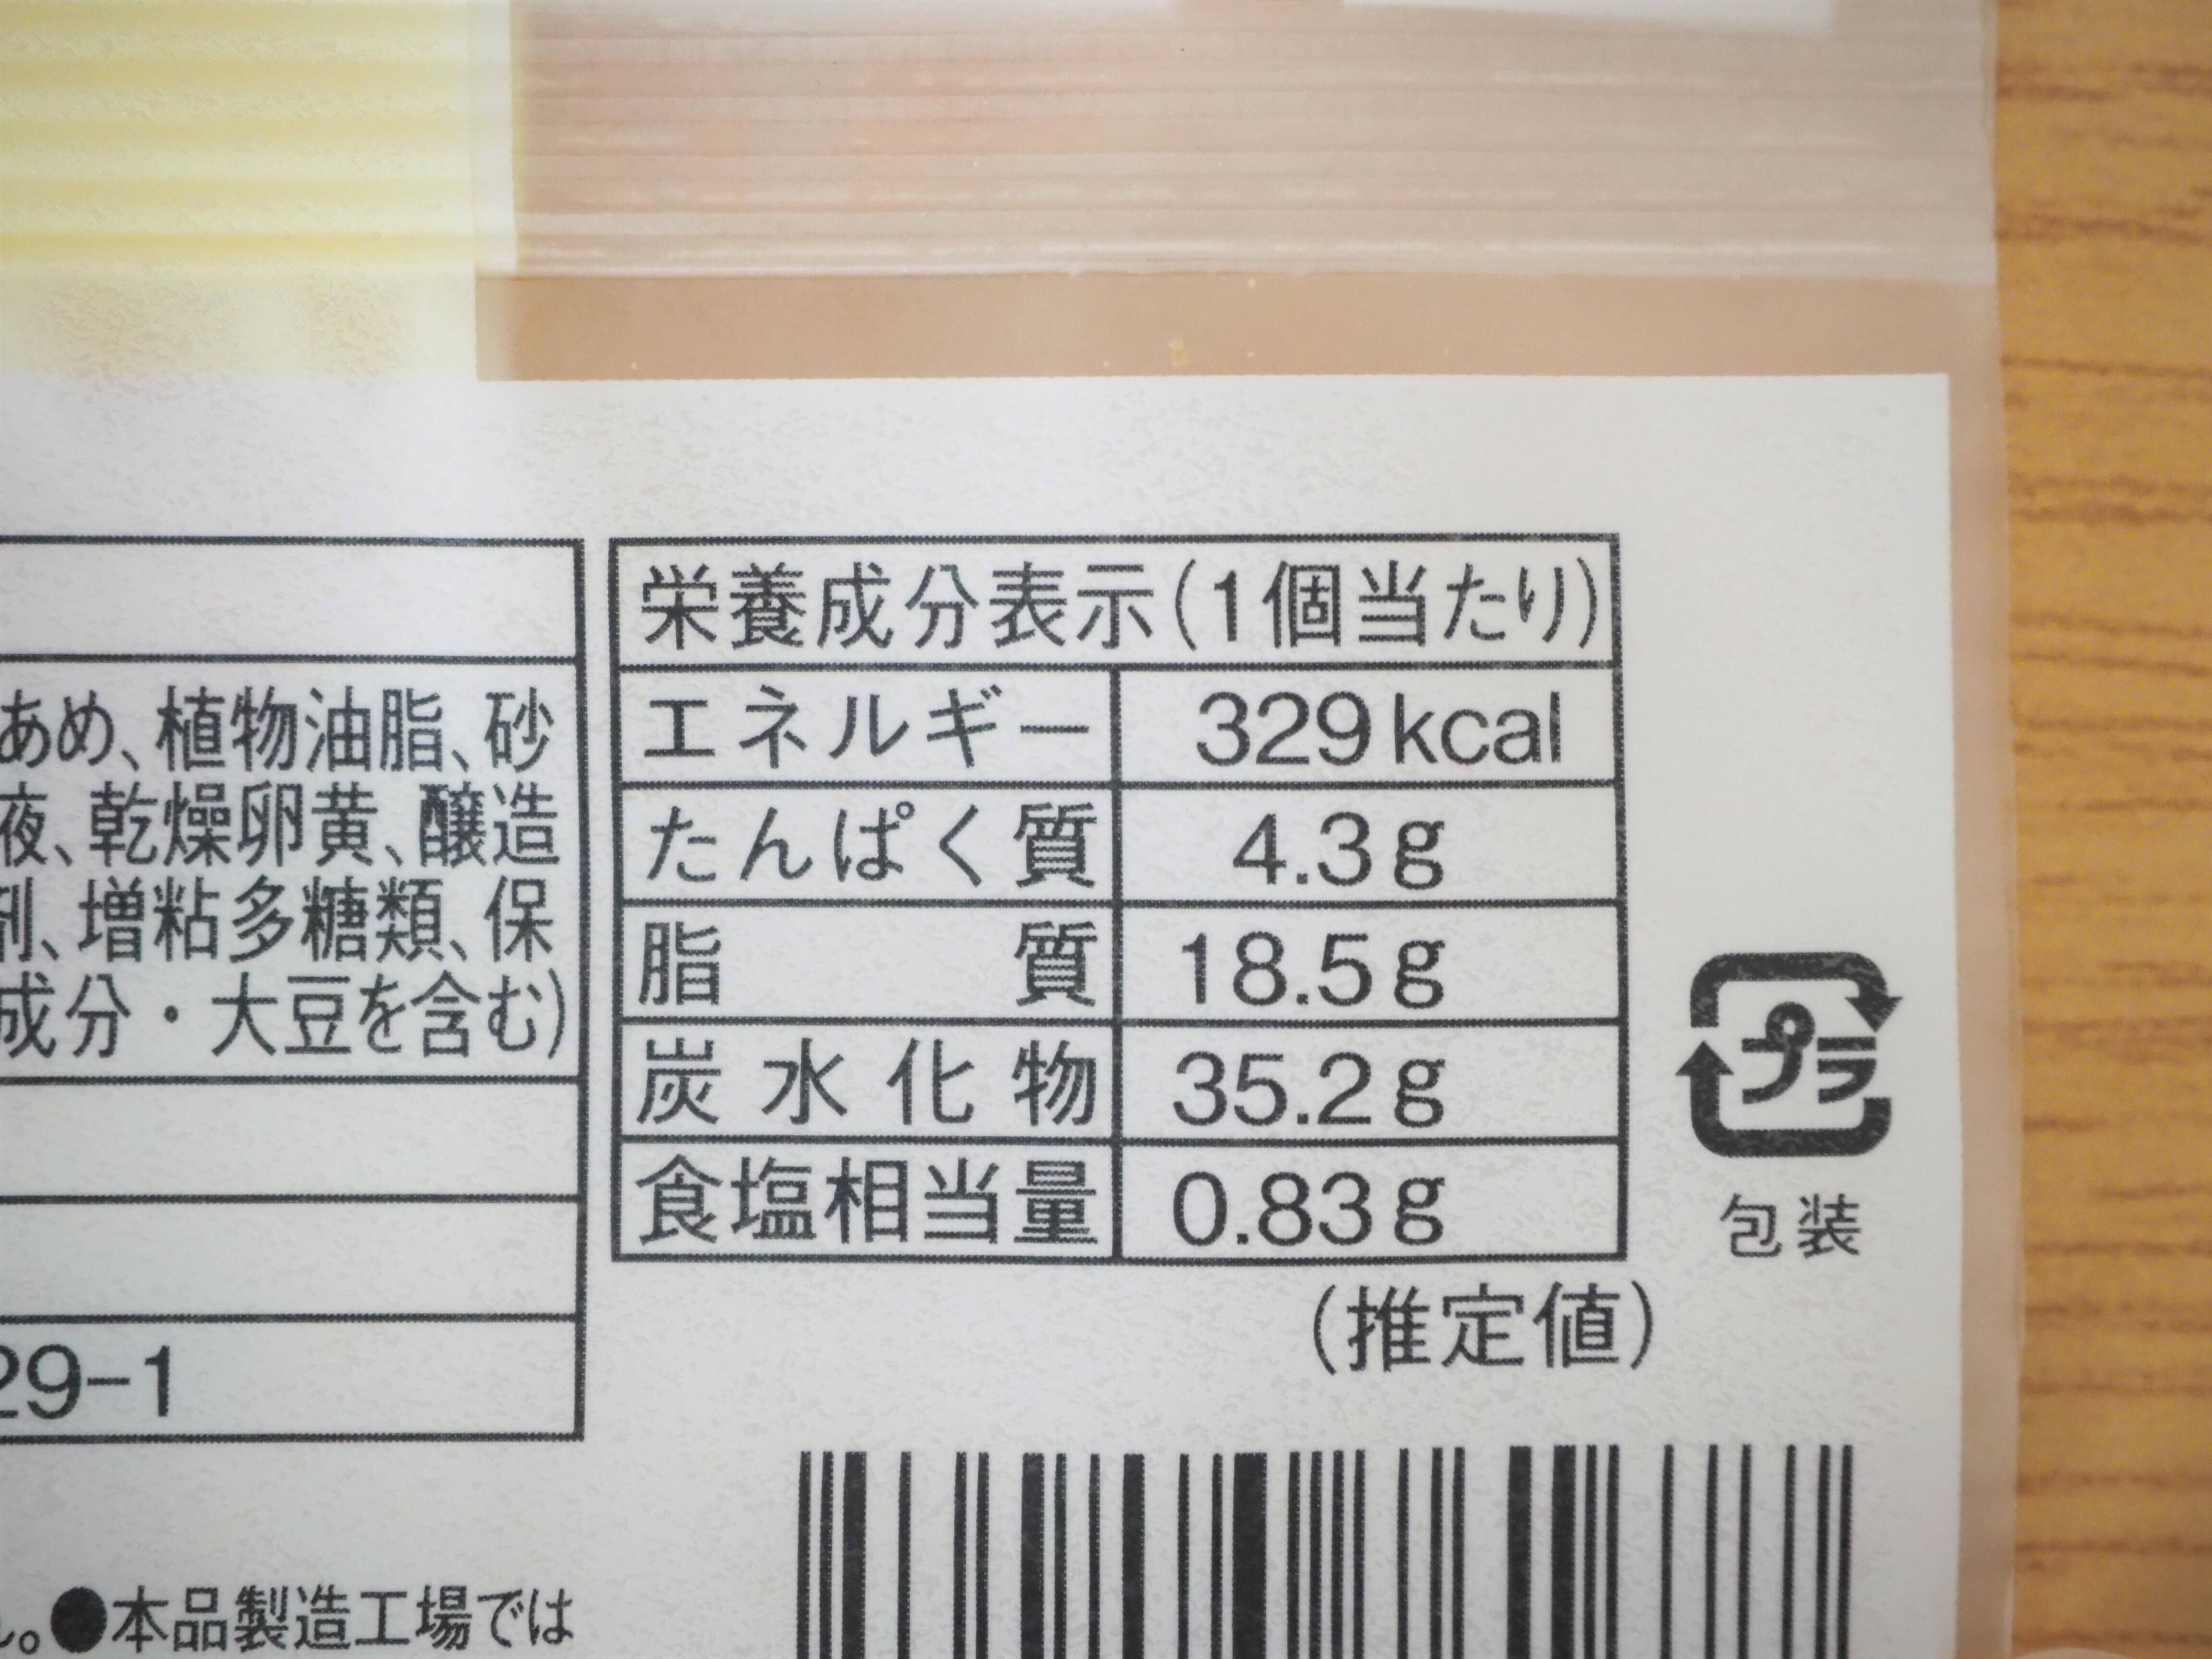 あめ、植物油脂、砂
液、乾燥卵黄、醸造
剤、増粘多糖類、保
成分・大豆を含む)
29-1
栄養成分表示(1個当たり)
エネルギー 329kcal
たんぱく質 4.3g
脂質 18.5g
炭水化物 35.2g
食塩相当量 0.83g
(推定値)
プラ
包装
ん。●本品製造工場では